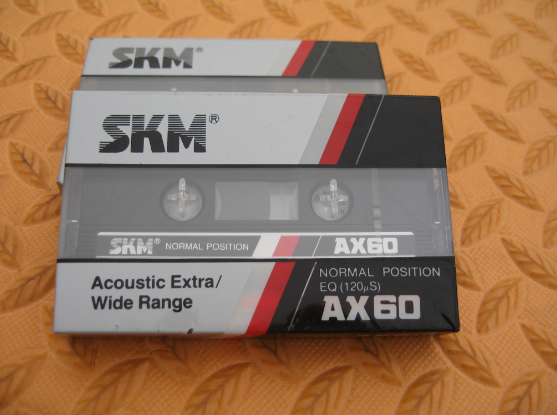 SKM®
SKM®
SKM® NORMAL POSITION AX60
Acoustic Extra/
Wide Range
NORMAL POSITION
EQ (120µS)
AX60